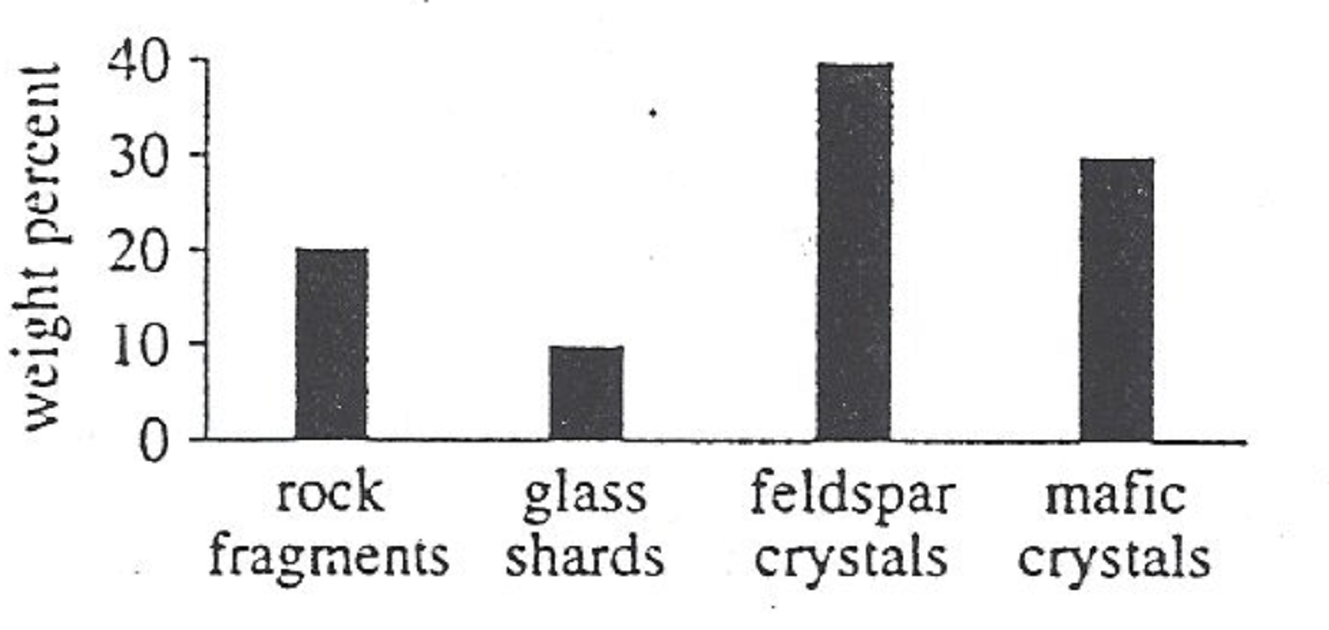 weight percent
40
30
20
10
0
rock
fragments
glass
shards
feldspar
crystals
mafic
crystals